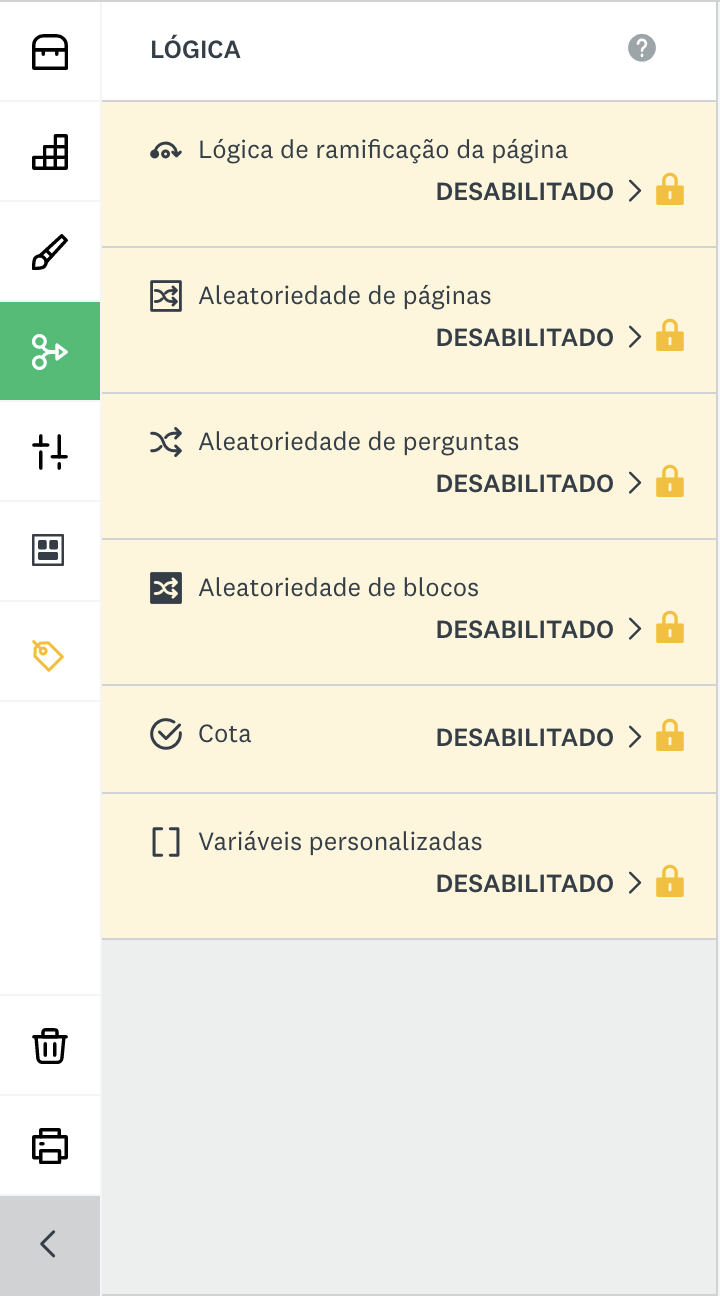 LÓGICA
?
Lógica de ramificação da página
DESABILITADO
Aleatoriedade de páginas
DESABILITADO
Aleatoriedade de perguntas
DESABILITADO
Aleatoriedade de blocos
DESABILITADO
Cota DESABILITADO
Variáveis personalizadas
DESABILITADO